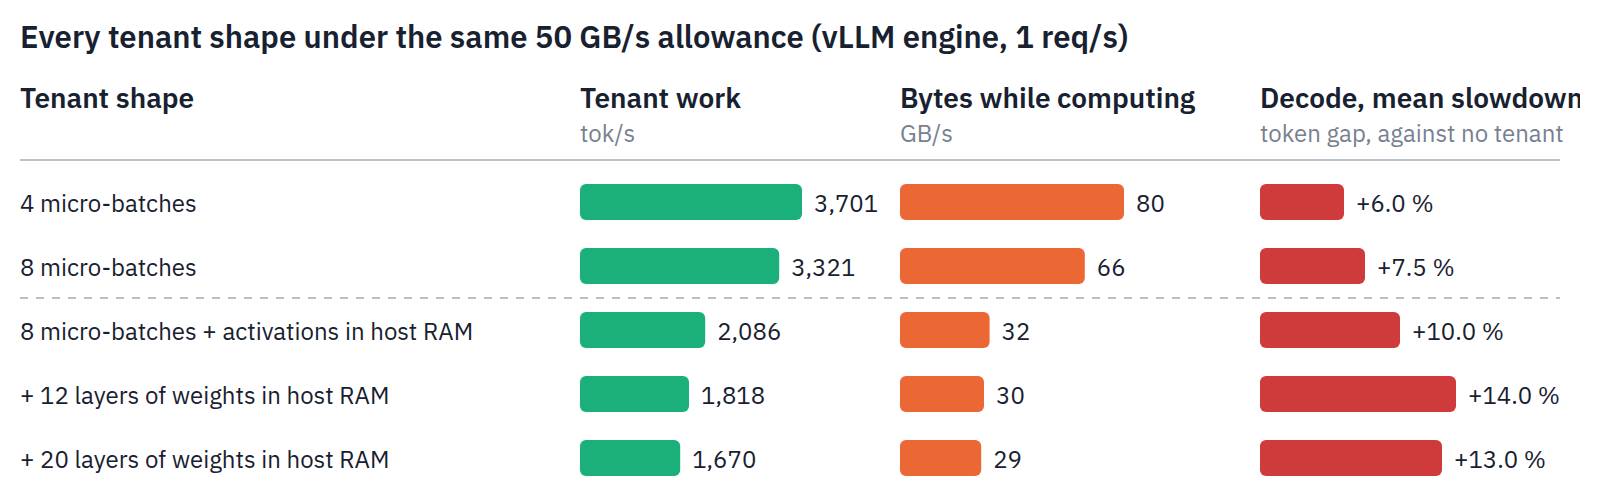 Every tenant shape under the same 50 GB/s allowance (vLLM engine, 1 req/s)
Tenant shape Tenant work Bytes while computing Decode, mean slowdown
tok/s GB/s token gap, against no tenant
4 micro-batches 3,701 80 +6.0 %
8 micro-batches 3,321 66 +7.5 %
8 micro-batches + activations in host RAM 2,086 32 +10.0 %
+ 12 layers of weights in host RAM 1,818 30 +14.0 %
+ 20 layers of weights in host RAM 1,670 29 +13.0 %